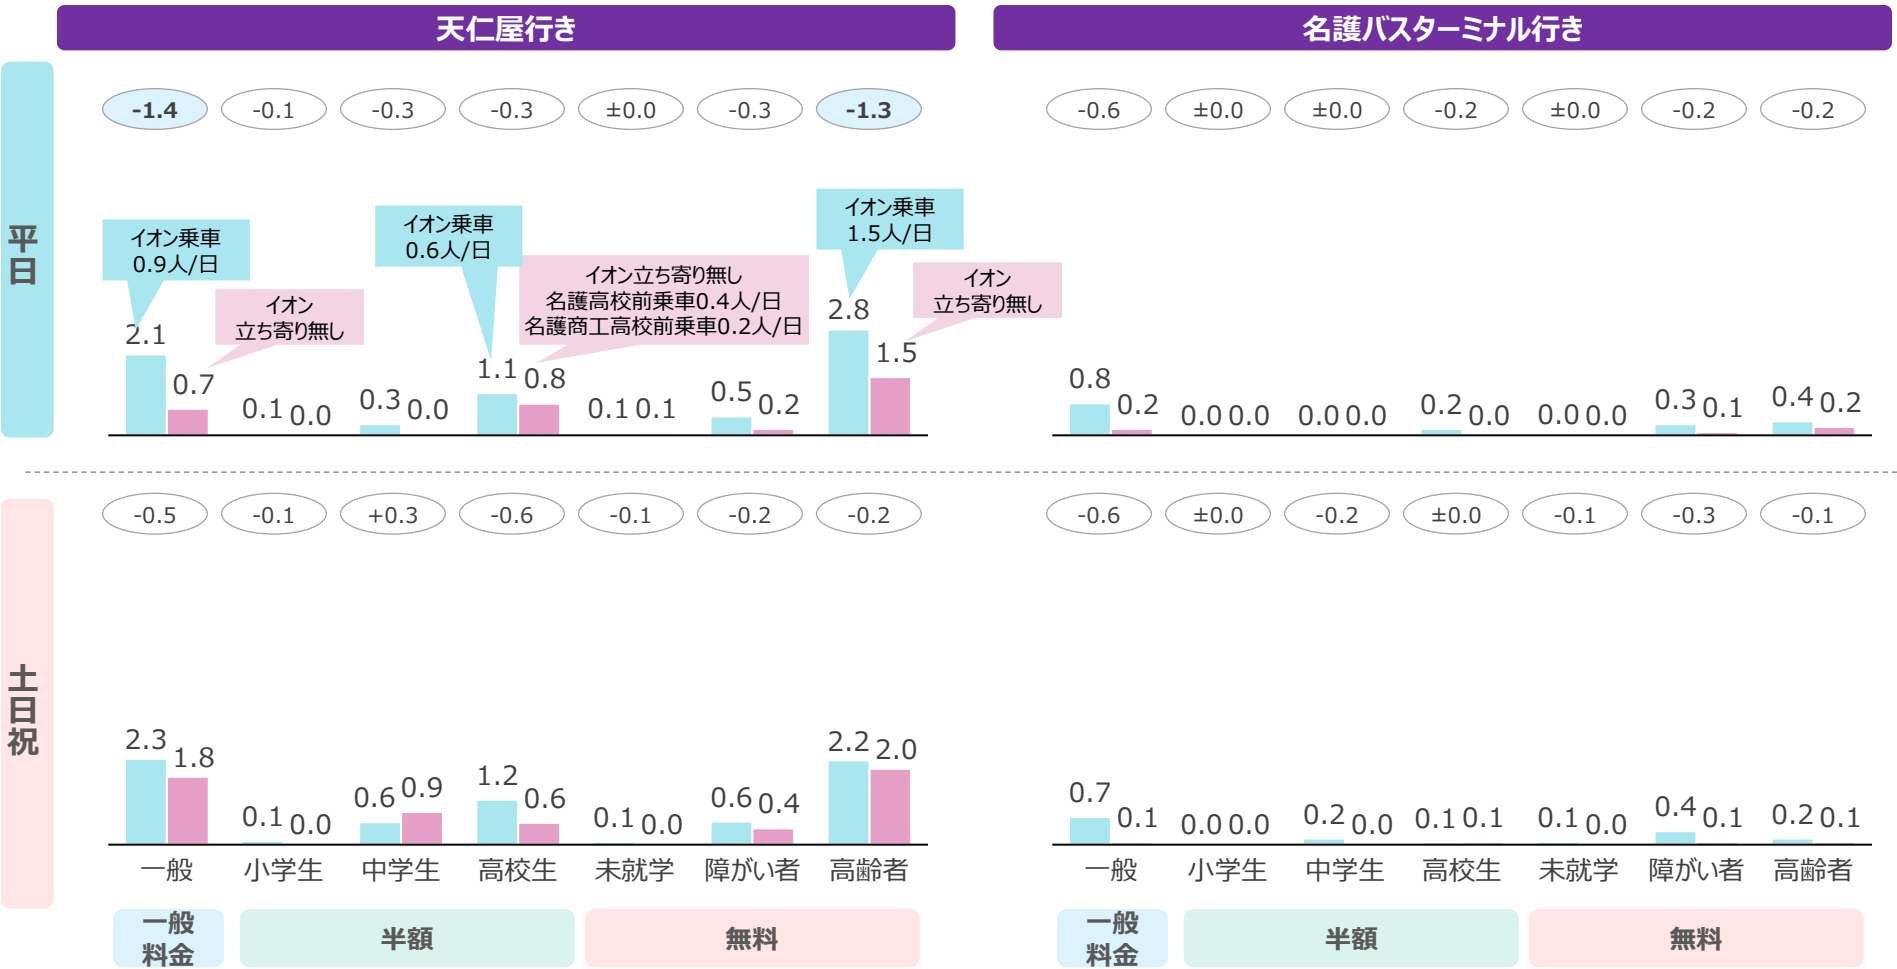 天仁屋行き
名護バスターミナル行き
平日
-1.4 -0.1 -0.3 -0.3 ±0.0 -0.3 -1.3
-0.6 ±0.0 ±0.0 -0.2 ±0.0 -0.2 -0.2
イオン乗車
0.9人/日
イオン
立ち寄り無し
イオン乗車
0.6人/日
イオン立ち寄り無し
名護高校前乗車0.4人/日
名護商工高校前乗車0.2人/日
イオン乗車
1.5人/日
イオン
立ち寄り無し
2.1 0.7 0.1 0.0 0.3 0.0 1.1 0.8 0.1 0.1 0.5 0.2 2.8 1.5
0.8 0.2 0.0 0.0 0.0 0.0 0.2 0.0 0.0 0.0 0.3 0.1 0.4 0.2
土日祝
-0.5 -0.1 +0.3 -0.6 -0.1 -0.2 -0.2
-0.6 ±0.0 -0.2 ±0.0 -0.1 -0.3 -0.1
2.3 1.8 0.1 0.0 0.6 0.9 1.2 0.6 0.1 0.0 0.6 0.4 2.2 2.0
0.7 0.1 0.0 0.0 0.2 0.0 0.1 0.1 0.1 0.0 0.4 0.1 0.2 0.1
一般 小学生 中学生 高校生 未就学 障がい者 高齢者
一般 小学生 中学生 高校生 未就学 障がい者 高齢者
一般
料金
半額
無料
一般
料金
半額
無料